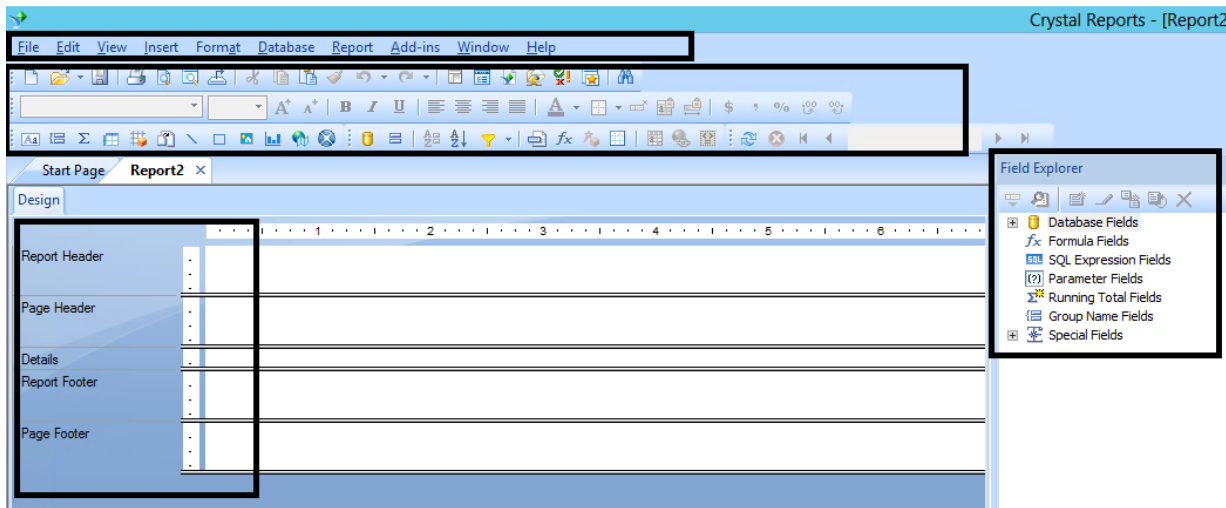 Crystal Reports - [Report2
File Edit View Insert Format Database Report Add-ins Window Help
Start Page Report2
Field Explorer
Design
1 2 3 4 5 6
Report Header
Page Header
Details
Report Footer
Page Footer
Database Fields
Formula Fields
SQL Expression Fields
Parameter Fields
Running Total Fields
Group Name Fields
Special Fields